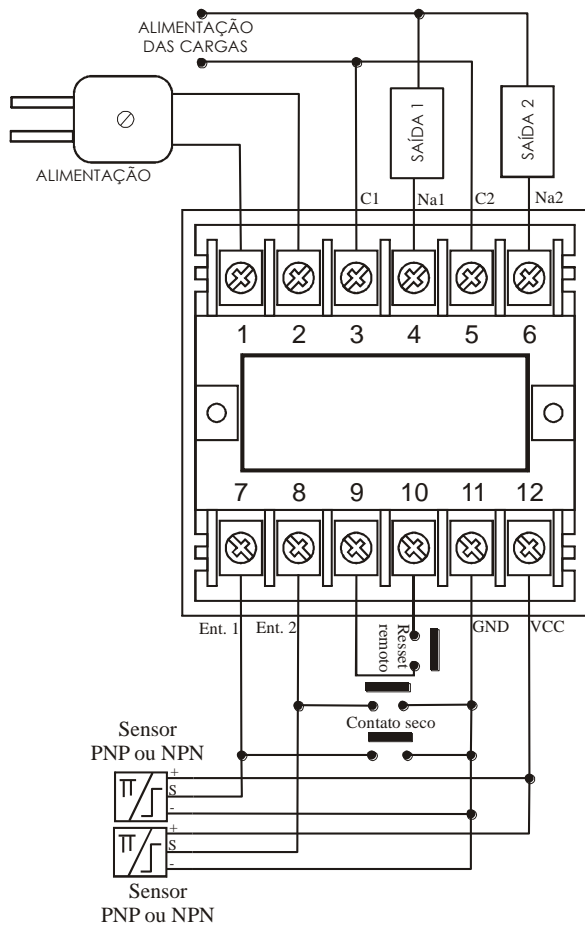 ALIMENTAÇÃO
DAS CARGAS
ALIMENTAÇÃO
SAÍDA 1
SAÍDA 2
C1
Na1
C2
Na2
1
2
3
4
5
6
7
8
9
10
11
12
Ent. 1
Ent. 2
Resset
remoto
GND
VCC
Contato seco
Sensor
PNP ou NPN
+
S
-
+
S
-
Sensor
PNP ou NPN